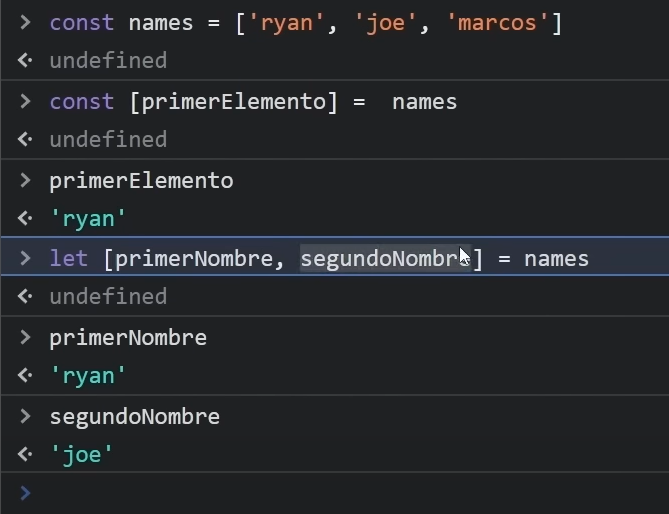 > const names = ['ryan', 'joe', 'marcos']
undefined
> const [primerElemento] =  names
undefined
> primerElemento
'ryan'
> let [primerNombre, segundoNombre] = names
undefined
> primerNombre
'ryan'
> segundoNombre
'joe'
>